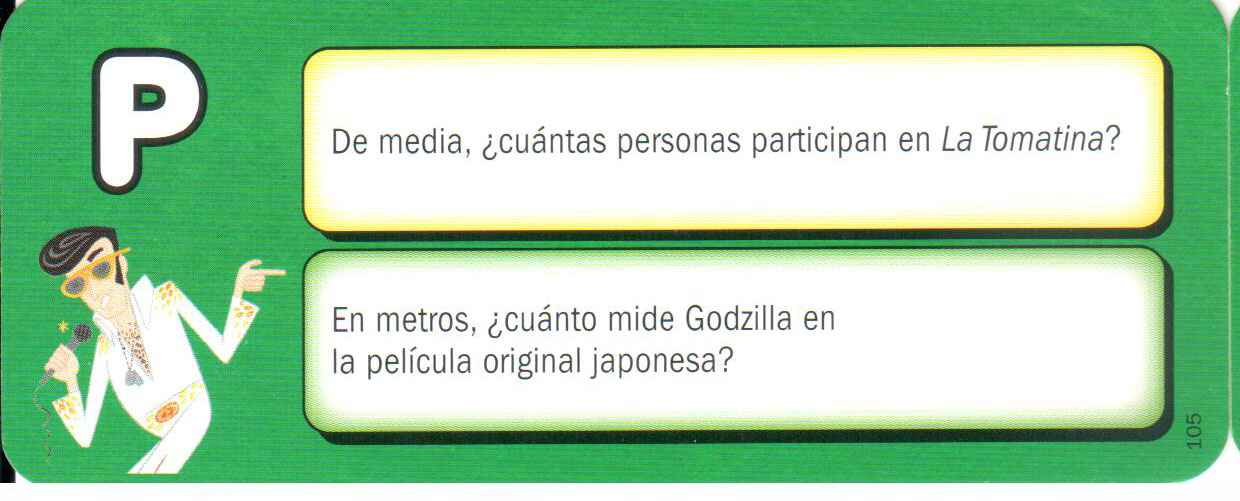 P
De media, ¿cuántas personas participan en La Tomatina?
En metros, ¿cuánto mide Godzilla en
la película original japonesa?
105